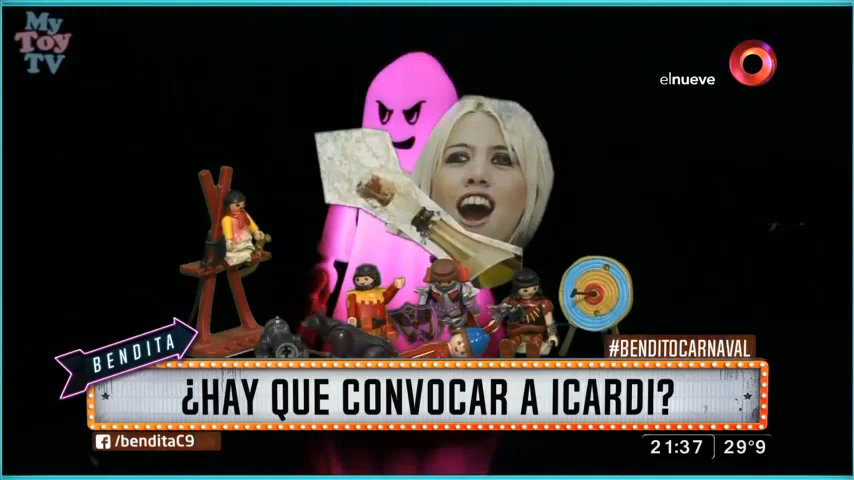 My
Toy
TV
elnueve
#BENDITOCARNAVAL
BENDITA
¿HAY QUE CONVOCAR A ICARDI?
f /benditaC9
21:37 29°9